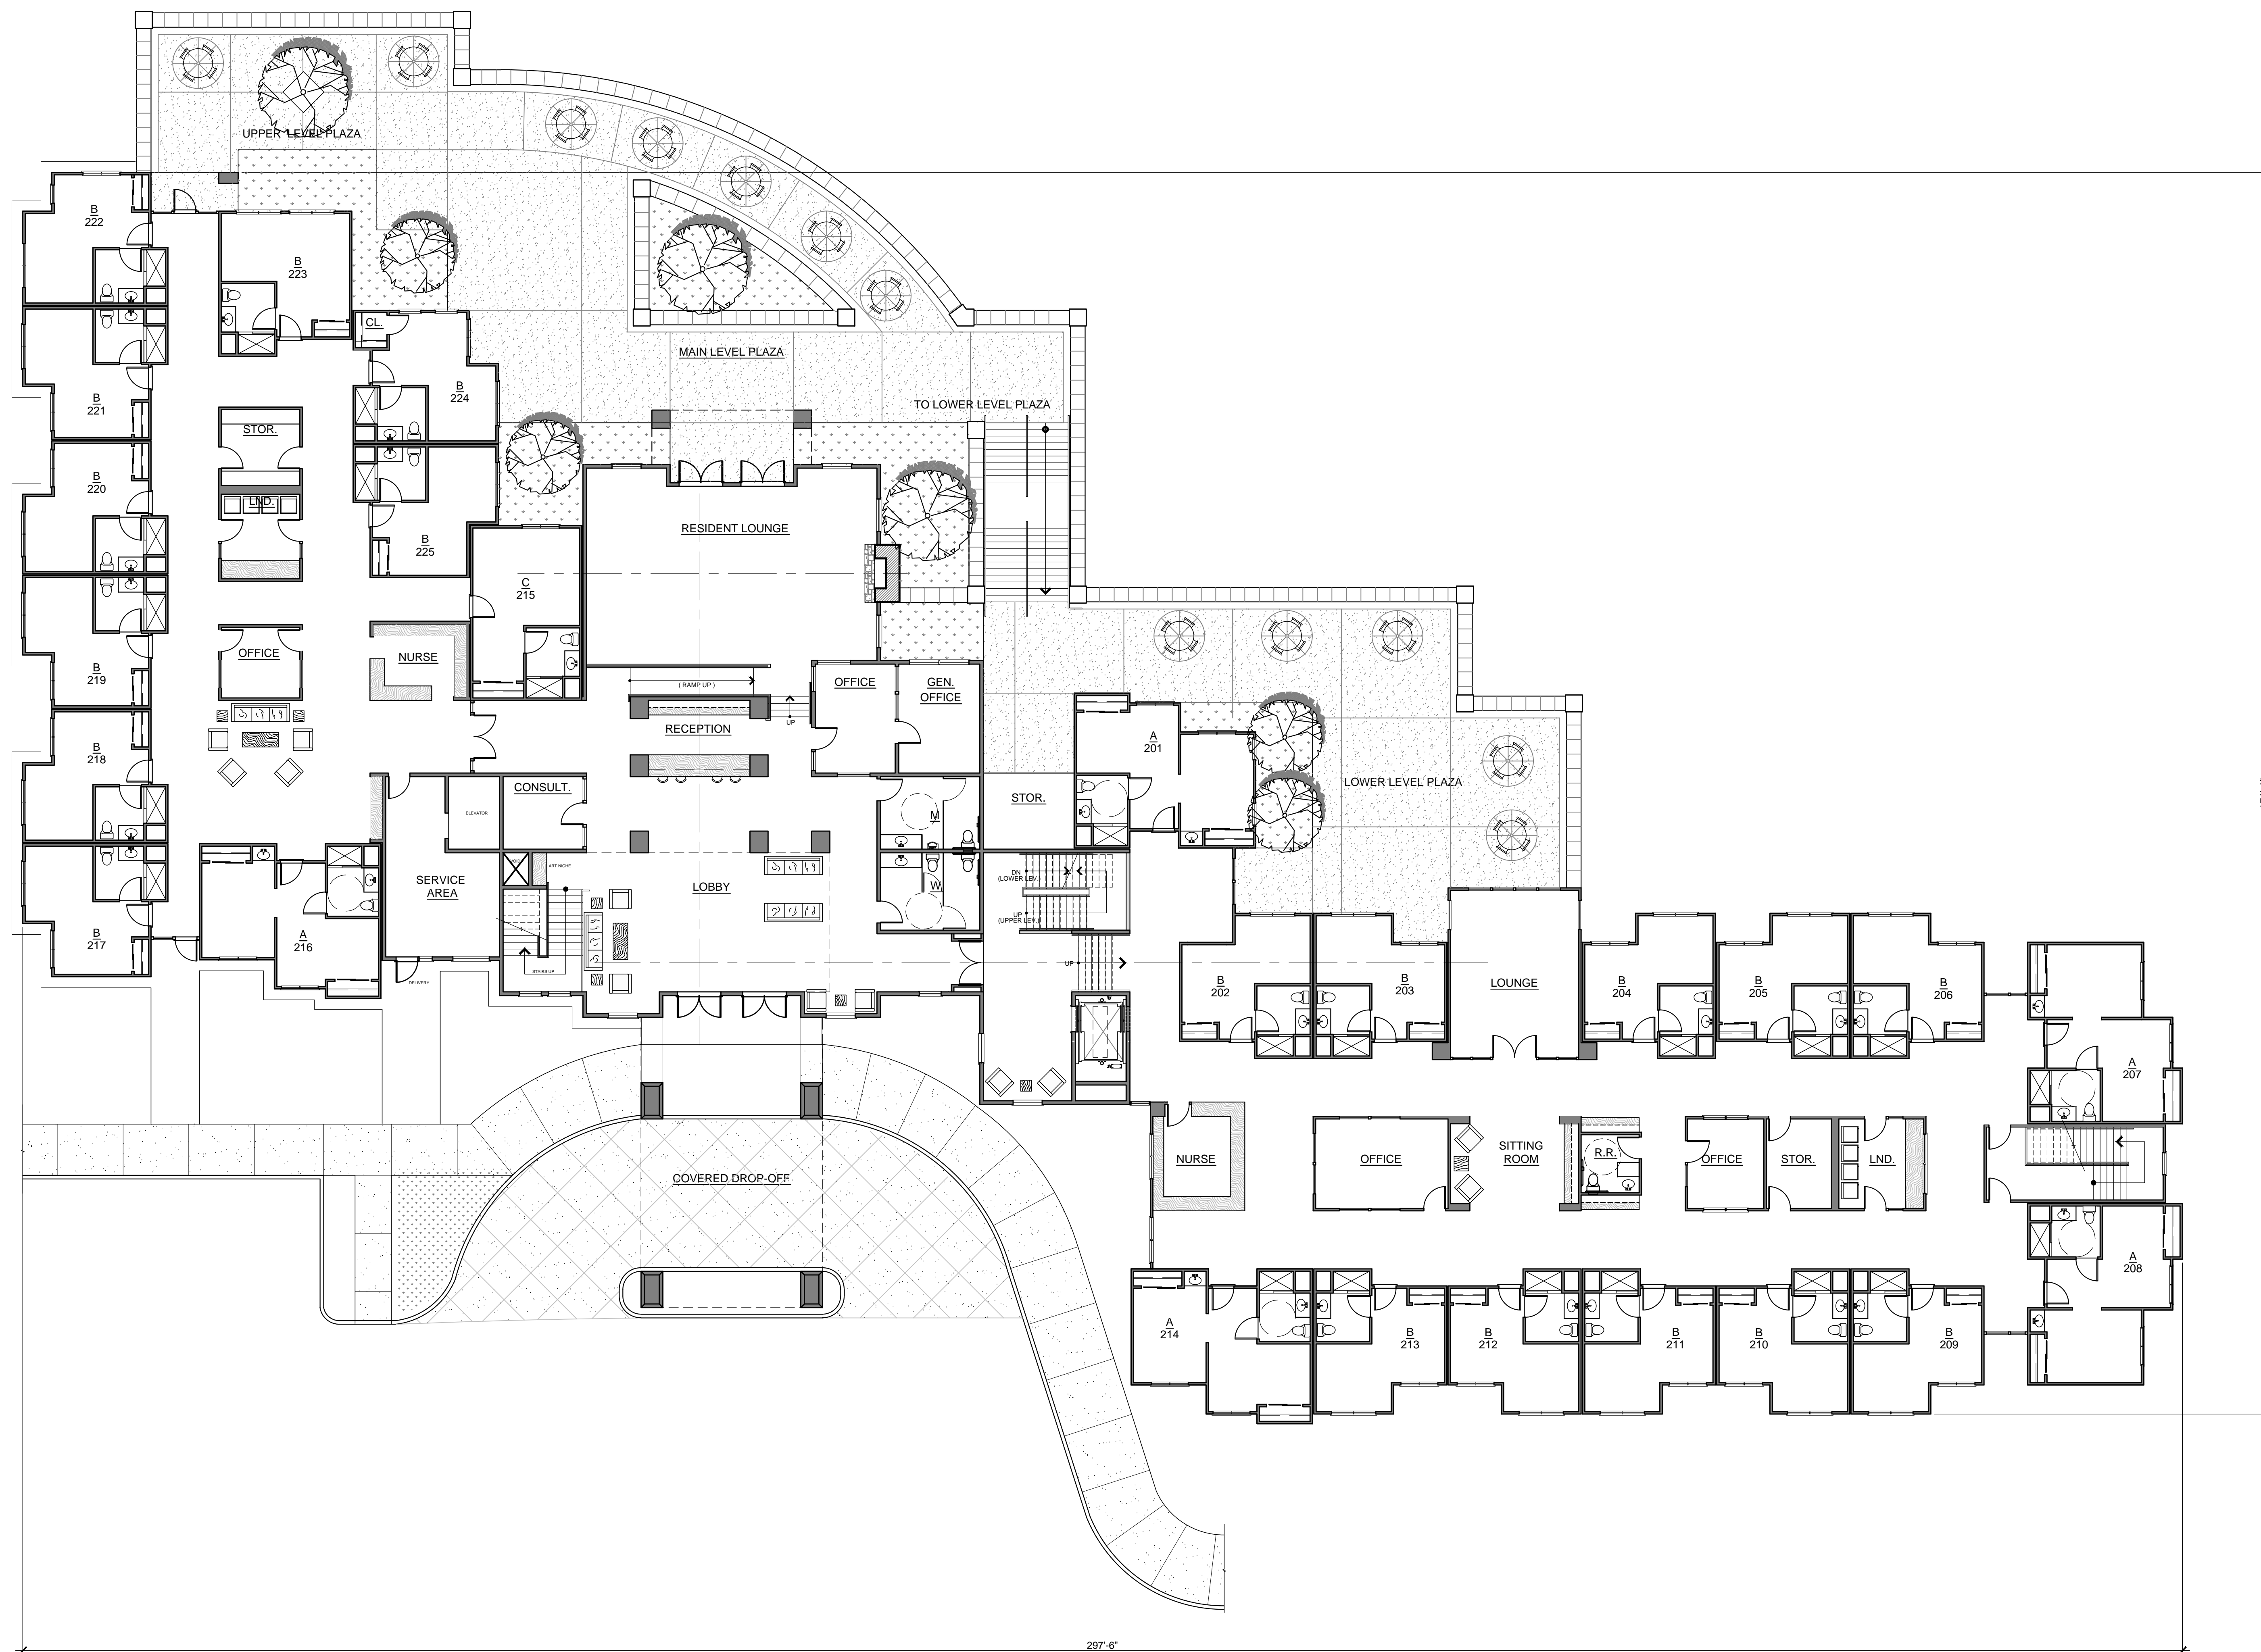 UPPER LEVEL PLAZA
B
222
B
223
CL.
MAIN LEVEL PLAZA
B
221
B
224
TO LOWER LEVEL PLAZA
STOR.
B
220
LND.
RESIDENT LOUNGE
B
225
C
215
OFFICE
NURSE
B
219
( RAMP UP )
OFFICE
GEN.
OFFICE
UP
RECEPTION
A
201
B
218
LOWER LEVEL PLAZA
CONSULT.
STOR.
ELEVATOR
M
ART NICHE
DN
(LOWER LEV.)
SERVICE
AREA
LOBBY
W
UP
(UPPER LEV.)
B
217
A
216
UP
STAIRS UP
DELIVERY
B
202
B
203
LOUNGE
B
204
B
205
B
206
A
207
NURSE
OFFICE
SITTING
ROOM
R.R.
OFFICE
STOR.
LND.
COVERED DROP-OFF
A
208
A
214
B
213
B
212
B
211
B
210
B
209
297'-6"